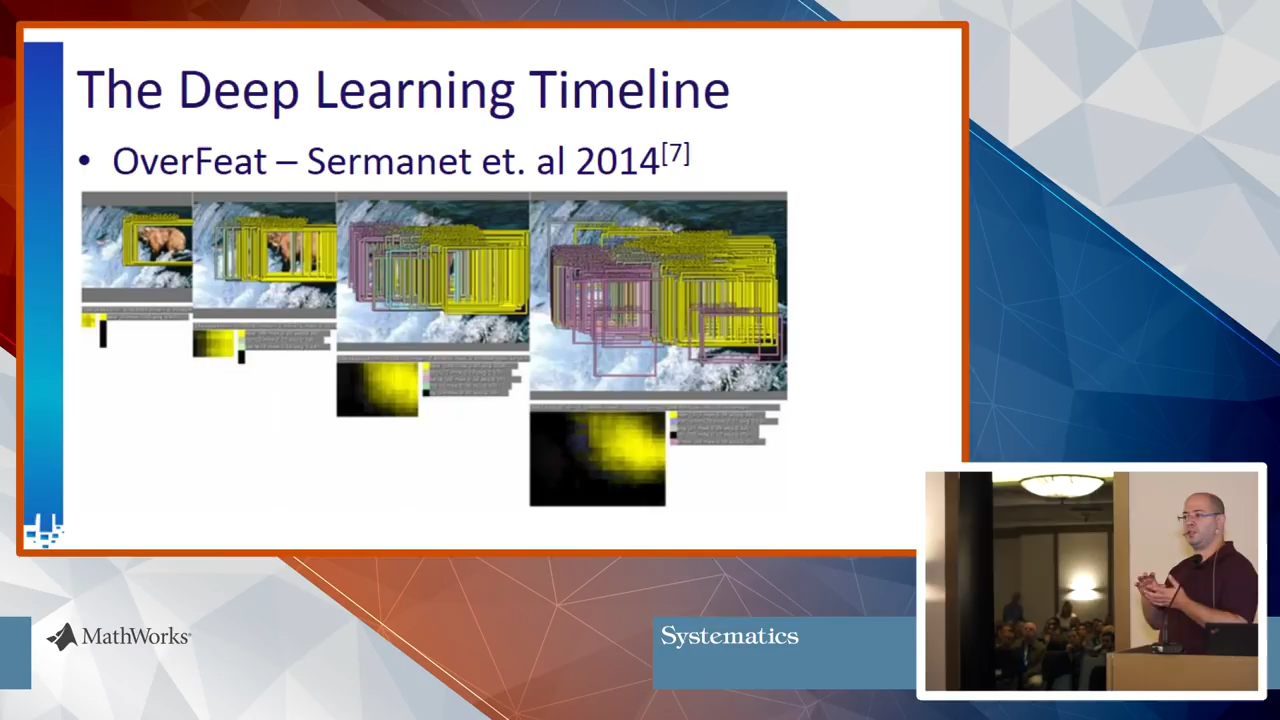 The Deep Learning Timeline
• OverFeat – Sermanet et. al 2014[7]
MathWorks®
Systematics